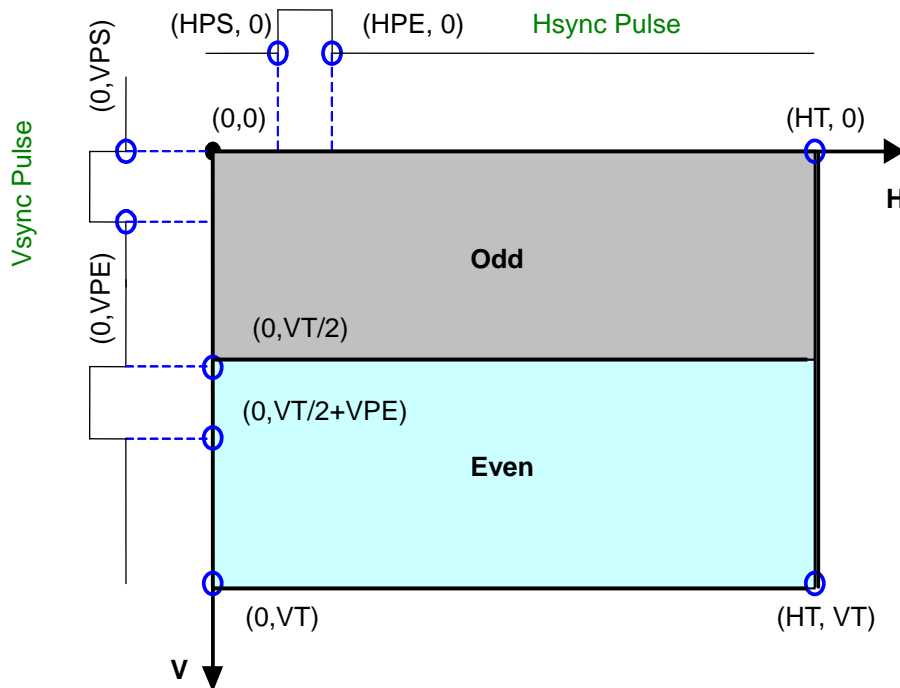 (HPS, 0)
(HPE, 0)
Hsync Pulse
(0,VPS)
(0,0)
(HT, 0)
Vsync Pulse
H
Odd
(0,VPE)
(0,VT/2)
(0,VT/2+VPE)
Even
(0,VT)
(HT, VT)
V